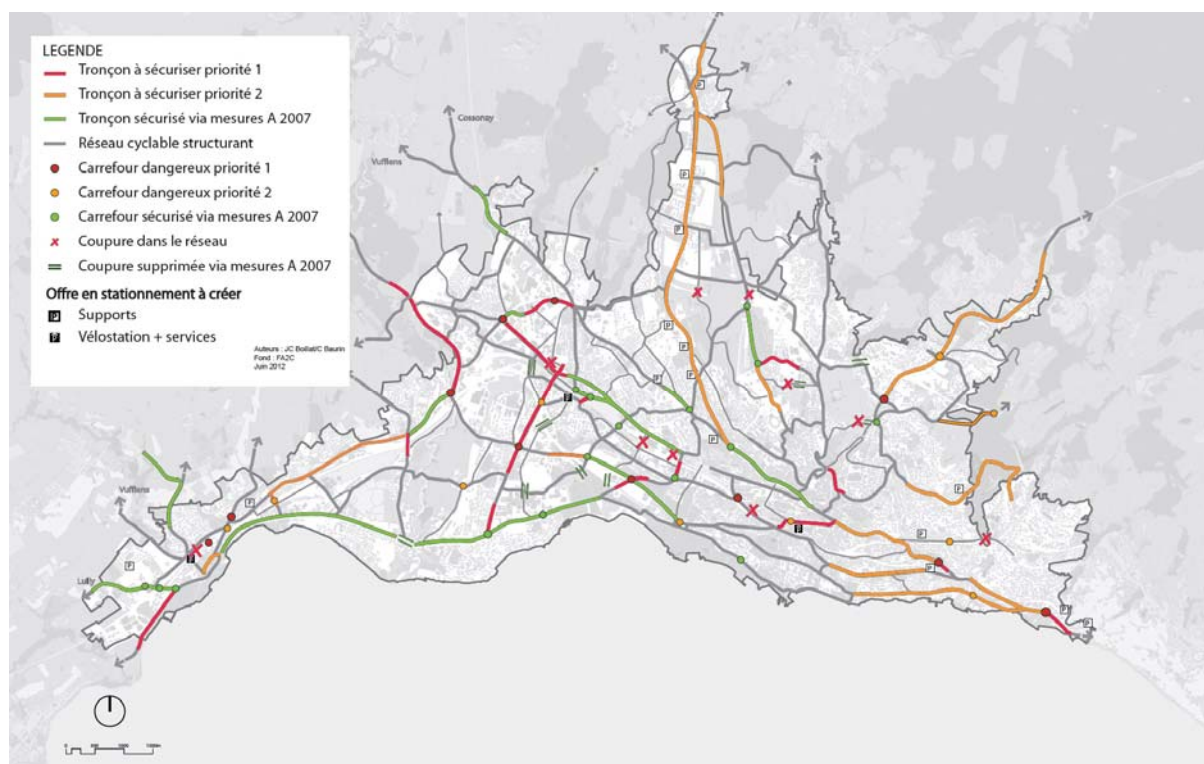 LEGENDE
Tronçon à sécuriser priorité 1
Tronçon à sécuriser priorité 2
Tronçon sécurisé via mesures A 2007
Réseau cyclable structurant
Carrefour dangereux priorité 1
Carrefour dangereux priorité 2
Carrefour sécurisé via mesures A 2007
Coupure dans le réseau
Coupure supprimée via mesures A 2007
Offre en stationnement à créer
P Supports
P Vélostation + services
Auteurs : JC Boillat/C Baurin
Fond : FA2C
Juin 2012
Cossonay
Vufflens
Vufflens
Lully